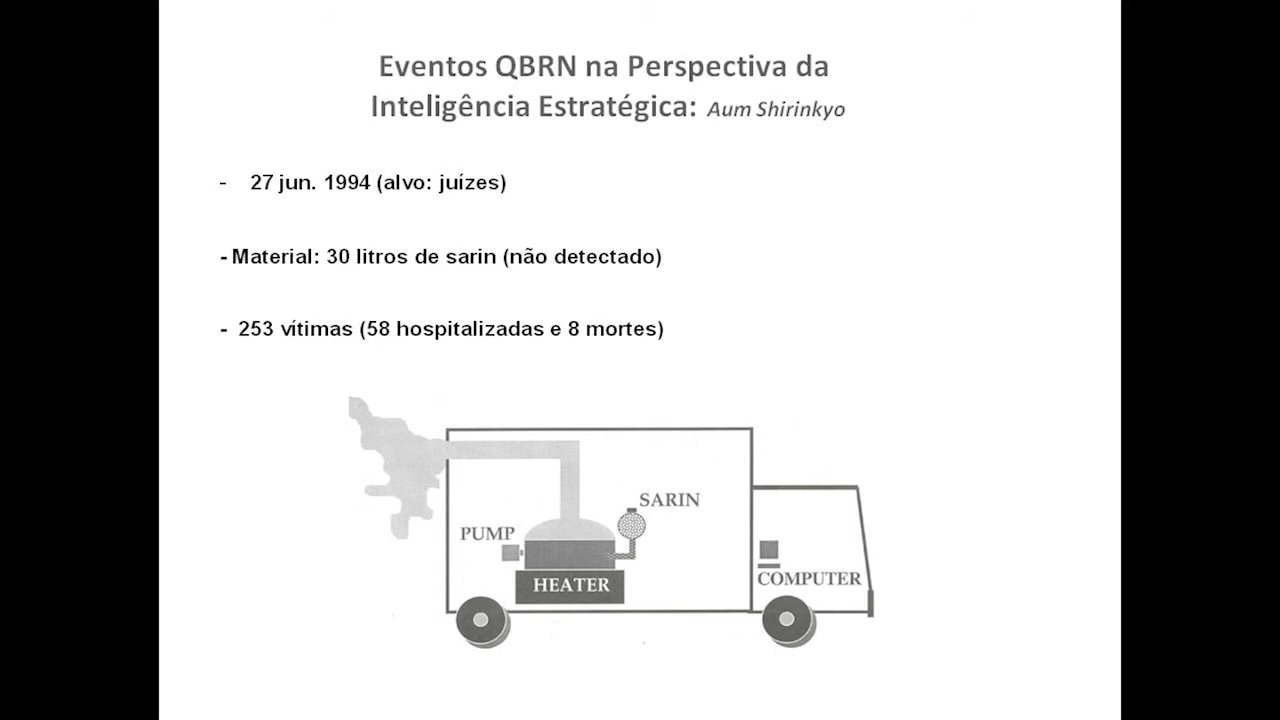 Eventos QBRN na Perspectiva da
Inteligência Estratégica: Aum Shirinkyo
- 27 jun. 1994 (alvo: juízes)
- Material: 30 litros de sarin (não detectado)
- 253 vítimas (58 hospitalizadas e 8 mortes)
SARIN
PUMP
HEATER
COMPUTER